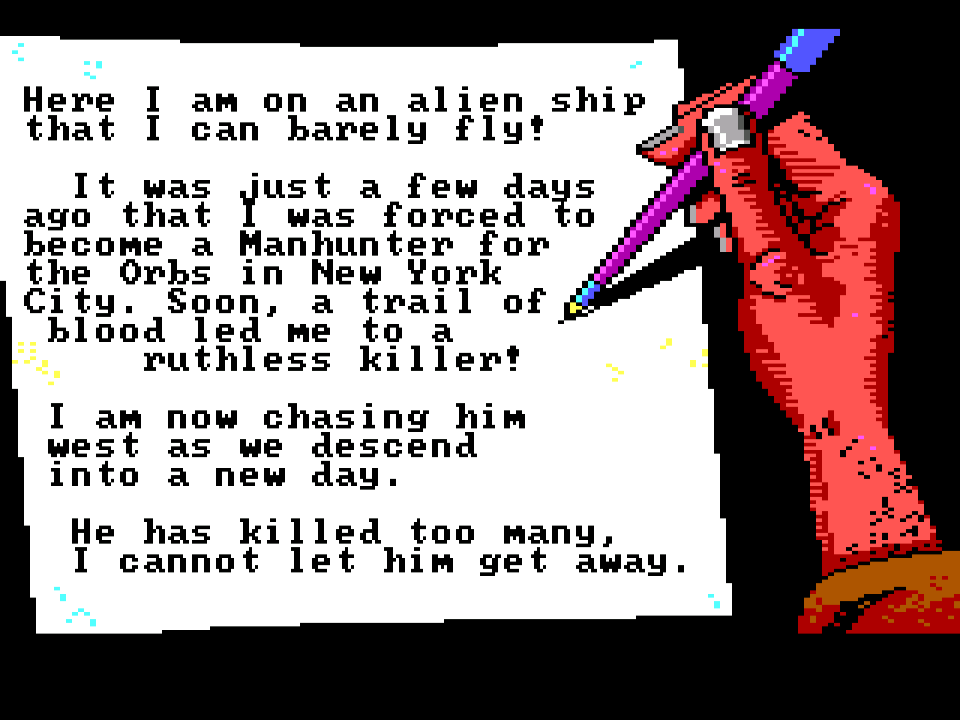 Here I am on an alien ship
that I can barely fly!
It was just a few days
ago that I was forced to
become a Manhunter for
the Orbs in New York
City. Soon, a trail of
blood led me to a
ruthless killer!
I am now chasing him
west as we descend
into a new day.
He has killed too many,
I cannot let him get away.